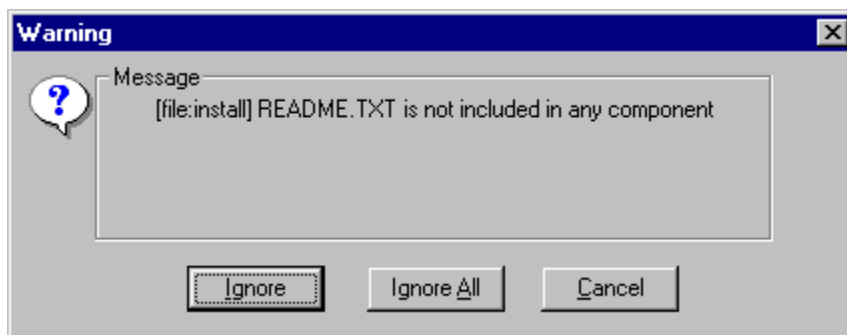 Warning
Message
[file:install] README.TXT is not included in any component
Ignore
Ignore All
Cancel